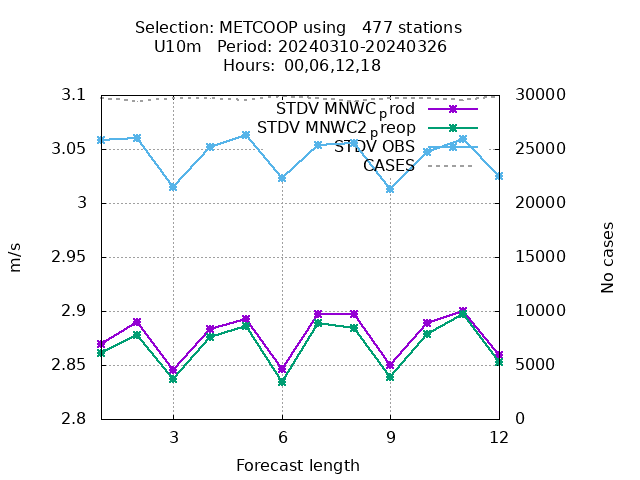 Selection: METCOOP using   477 stations
U10m   Period: 20240310-20240326
Hours: 00,06,12,18
3.1
3.05
3
2.95
2.9
2.85
2.8
m/s
30000
25000
20000
15000
10000
5000
0
No cases
STDV MNWC_prod
STDV MNWC2_preop
STDV OBS
CASES
3 6 9 12
Forecast length